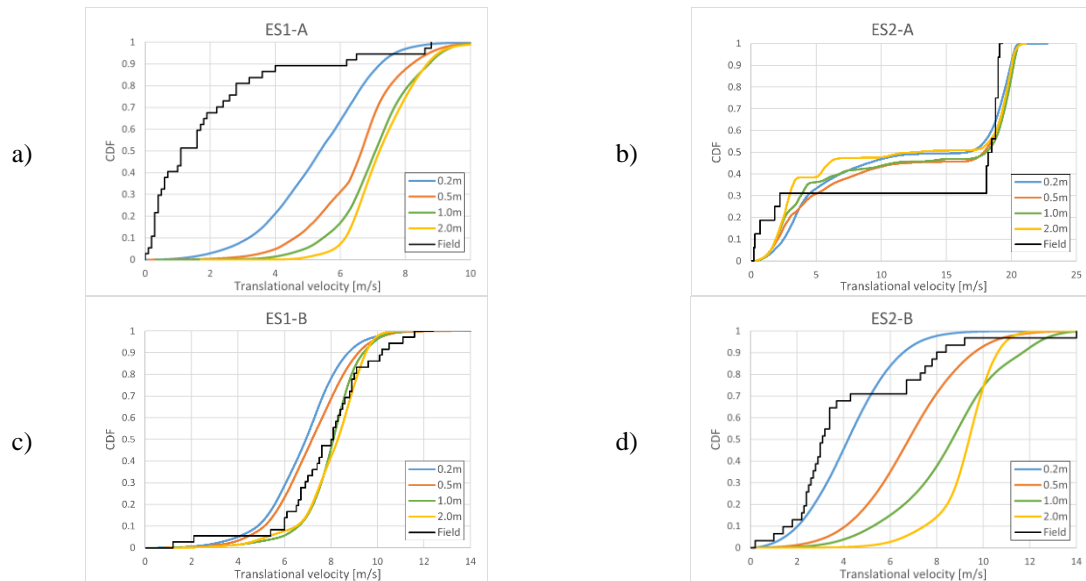 a)
ES1-A
CDF
1
0.9
0.8
0.7
0.6
0.5
0.4
0.3
0.2
0.1
0
0 2 4 6 8 10
Translational velocity [m/s]
0.2m
0.5m
1.0m
2.0m
Field
b)
ES2-A
CDF
1
0.9
0.8
0.7
0.6
0.5
0.4
0.3
0.2
0.1
0
0 5 10 15 20 25
Translational velocity [m/s]
0.2m
0.5m
1.0m
2.0m
Field
c)
ES1-B
CDF
1
0.9
0.8
0.7
0.6
0.5
0.4
0.3
0.2
0.1
0
0 2 4 6 8 10 12 14
Translational velocity [m/s]
0.2m
0.5m
1.0m
2.0m
Field
d)
ES2-B
CDF
1
0.9
0.8
0.7
0.6
0.5
0.4
0.3
0.2
0.1
0
0 2 4 6 8 10 12 14
Translational velocity [m/s]
0.2m
0.5m
1.0m
2.0m
Field